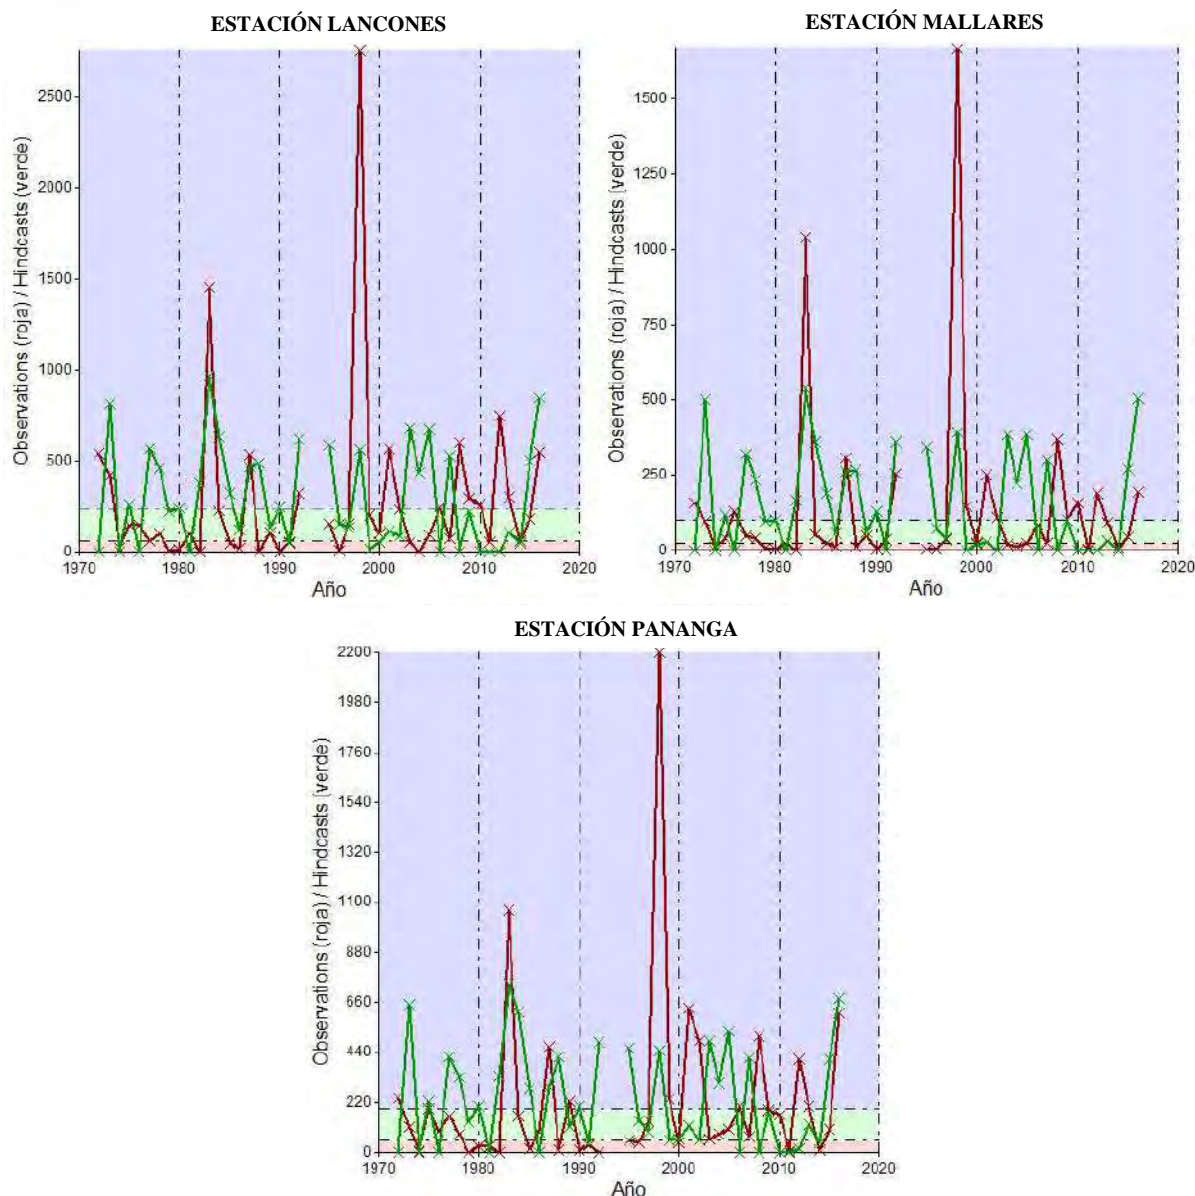 ESTACIÓN LANCONES
2500
2000
1500
1000
500
0
1970 1980 1990 2000 2010 2020
Observations (roja) / Hindcasts (verde)
Año
ESTACIÓN MALLARES
1500
1250
1000
750
500
250
0
1970 1980 1990 2000 2010 2020
Observations (roja) / Hindcasts (verde)
Año
ESTACIÓN PANANGA
2200
1980
1760
1540
1320
1100
880
660
440
220
0
1970 1980 1990 2000 2010 2020
Observations (roja) / Hindcasts (verde)
Año